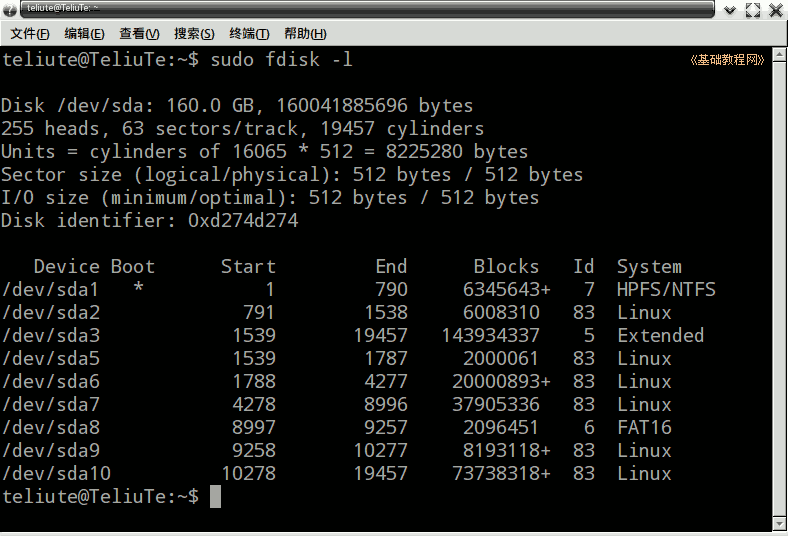 teliute@TeliuTe: ~
文件(F) 编辑(E) 查看(V) 搜索(S) 终端(T) 帮助(H)
teliute@TeliuTe:~$ sudo fdisk -l
《基础教程网》
Disk /dev/sda: 160.0 GB, 160041885696 bytes
255 heads, 63 sectors/track, 19457 cylinders
Units = cylinders of 16065 * 512 = 8225280 bytes
Sector size (logical/physical): 512 bytes / 512 bytes
I/O size (minimum/optimal): 512 bytes / 512 bytes
Disk identifier: 0xd274d274
Device Boot Start End Blocks Id System
/dev/sda1 * 1 790 6345643+ 7 HPFS/NTFS
/dev/sda2 791 1538 6008310 83 Linux
/dev/sda3 1539 19457 143934337 5 Extended
/dev/sda5 1539 1787 2000061 83 Linux
/dev/sda6 1788 4277 20000893+ 83 Linux
/dev/sda7 4278 8996 37905336 83 Linux
/dev/sda8 8997 9257 2096451 6 FAT16
/dev/sda9 9258 10277 8193118+ 83 Linux
/dev/sda10 10278 19457 73738318+ 83 Linux
teliute@TeliuTe:~$